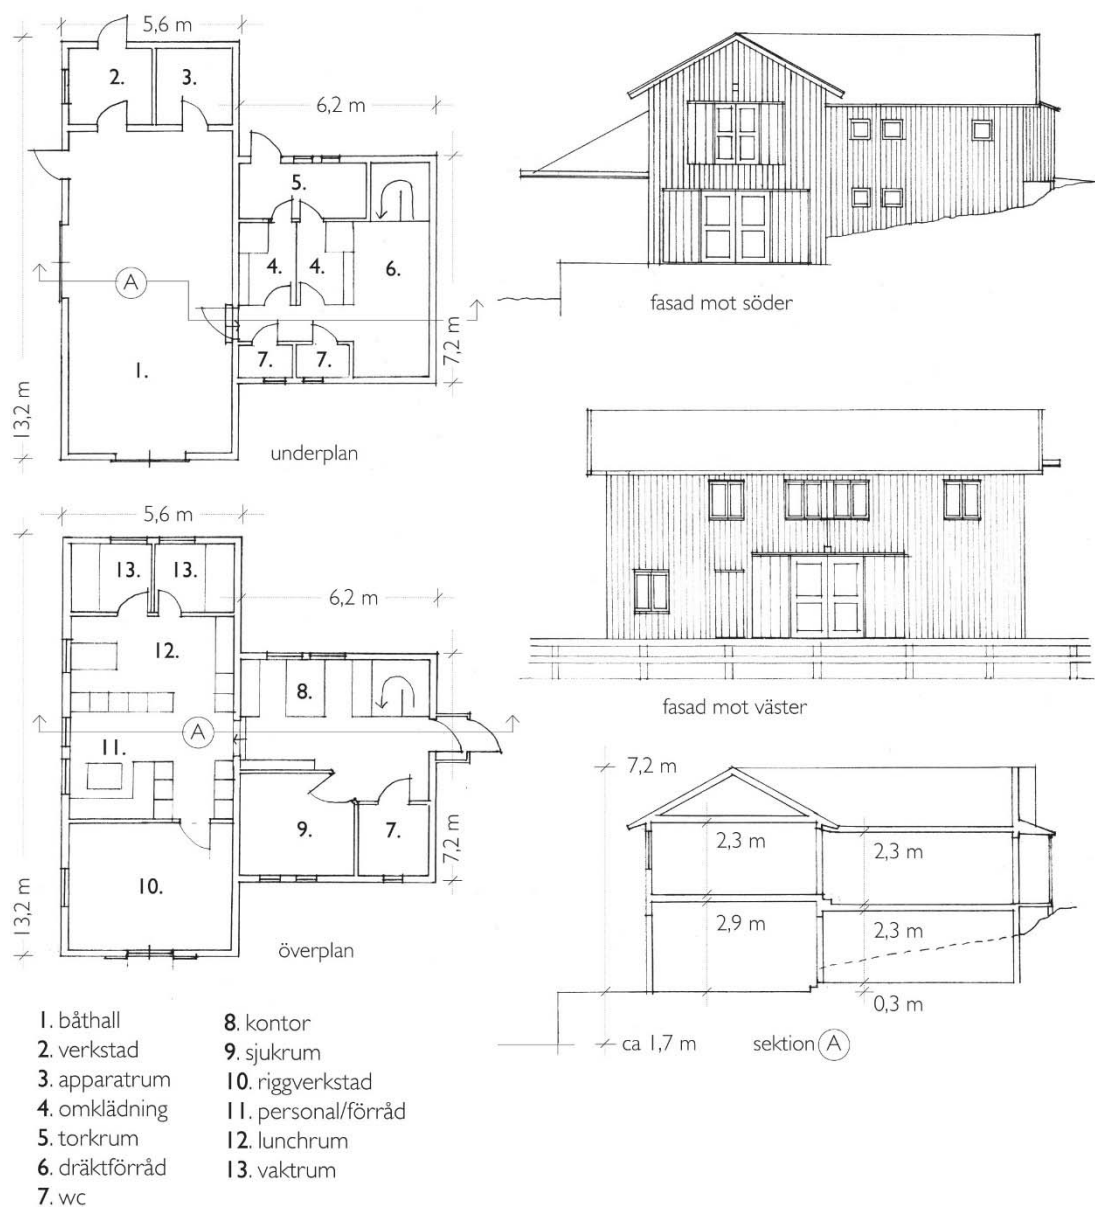 5,6 m
2.
3.
6,2 m
5.
4.
4.
6.
A
7.
7.
1.
7,2 m
13,2 m
underplan
5,6 m
13.
13.
6,2 m
12.
8.
A
11.
9.
7.
10.
7,2 m
13,2 m
överplan
1. båthall
2. verkstad
3. apparatrum
4. omklädning
5. torkrum
6. dräktförråd
7. wc
8. kontor
9. sjukrum
10. riggverkstad
11. personal/förråd
12. lunchrum
13. vaktrum
fasad mot söder
fasad mot väster
7,2 m
2,3 m
2,3 m
2,9 m
2,3 m
0,3 m
ca 1,7 m
sektion A